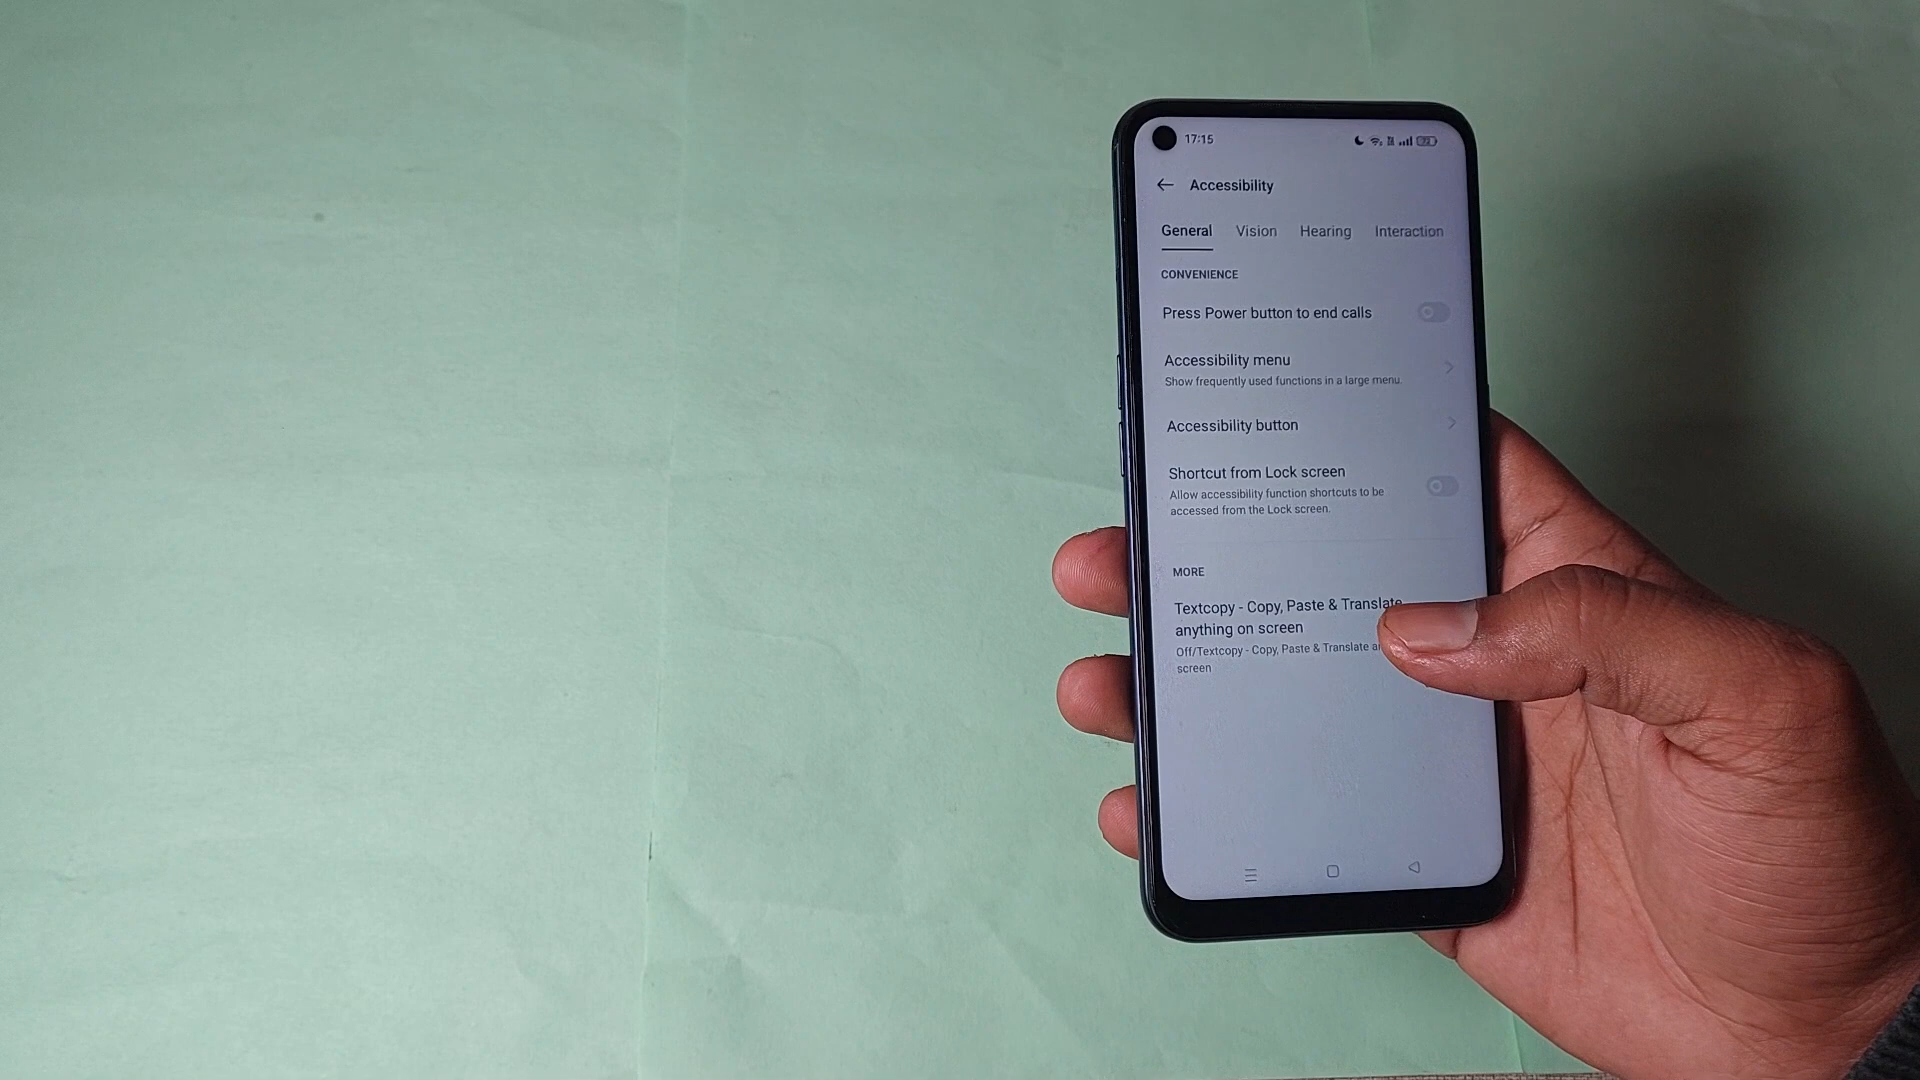 17:15
Accessibility
General Vision Hearing Interaction
CONVENIENCE
Press Power button to end calls
Accessibility menu
Show frequently used functions in a large menu.
Accessibility button
Shortcut from Lock screen
Allow accessibility function shortcuts to be
accessed from the Lock screen.
MORE
Textcopy - Copy, Paste & Translate
anything on screen
Off/Textcopy - Copy, Paste & Translate
screen